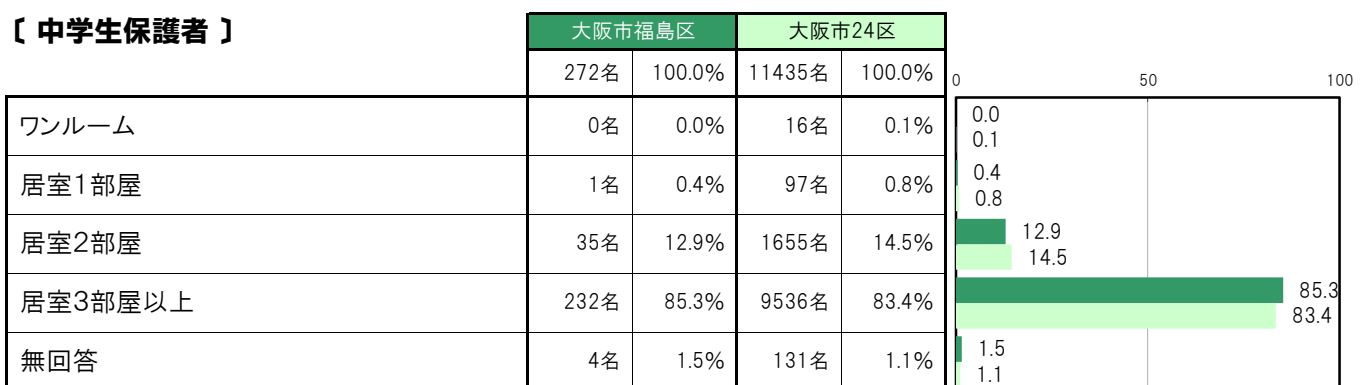 〔 中学生保護者 〕
大阪市福島区 大阪市24区
272名 100.0% 11435名 100.0%
0 50 100
ワンルーム 0名 0.0% 16名 0.1% 0.0
0.1
居室1部屋 1名 0.4% 97名 0.8% 0.4
0.8
居室2部屋 35名 12.9% 1655名 14.5% 12.9
14.5
居室3部屋以上 232名 85.3% 9536名 83.4% 85.3
83.4
無回答 4名 1.5% 131名 1.1% 1.5
1.1